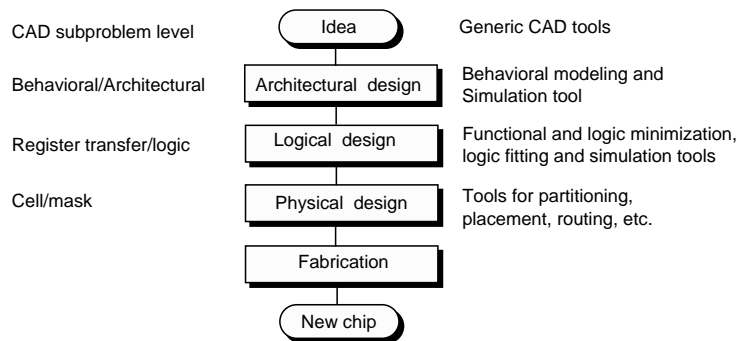 CAD subproblem level
Idea
Generic CAD tools
Behavioral/Architectural
Architectural design
Behavioral modeling and
Simulation tool
Register transfer/logic
Logical design
Functional and logic minimization,
logic fitting and simulation tools
Cell/mask
Physical design
Tools for partitioning,
placement, routing, etc.
Fabrication
New chip